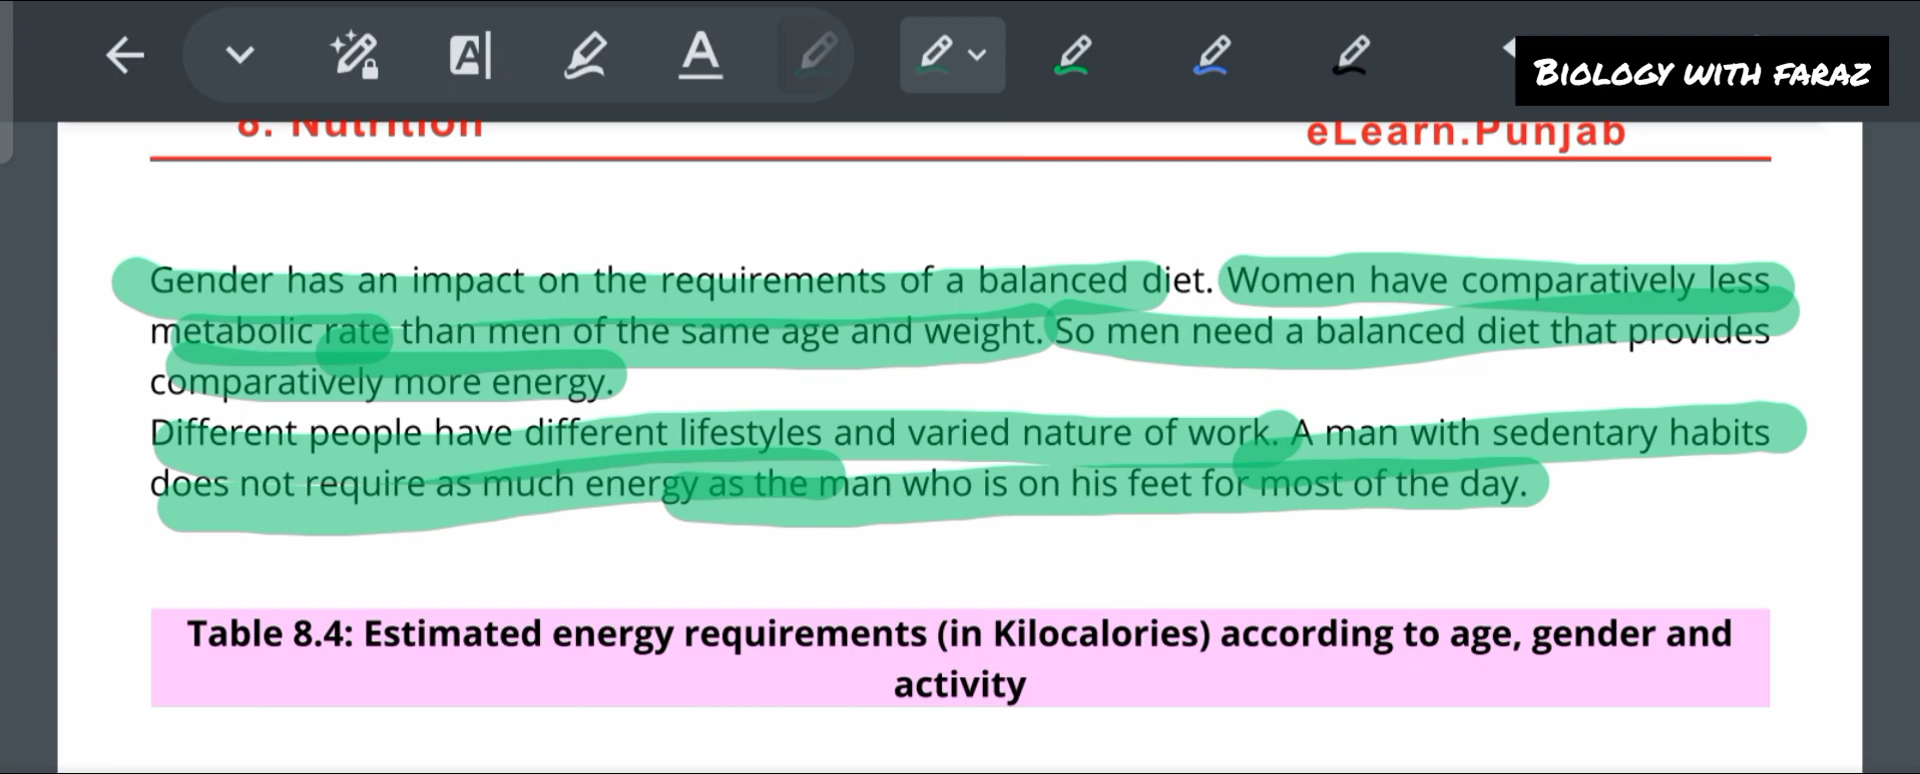 BIOLOGY WITH FARAZ
8. Nutrition
eLearn.Punjab
Gender has an impact on the requirements of a balanced diet. Women have comparatively less
metabolic rate than men of the same age and weight. So men need a balanced diet that provides
comparatively more energy.
Different people have different lifestyles and varied nature of work. A man with sedentary habits
does not require as much energy as the man who is on his feet for most of the day.
Table 8.4: Estimated energy requirements (in Kilocalories) according to age, gender and
activity